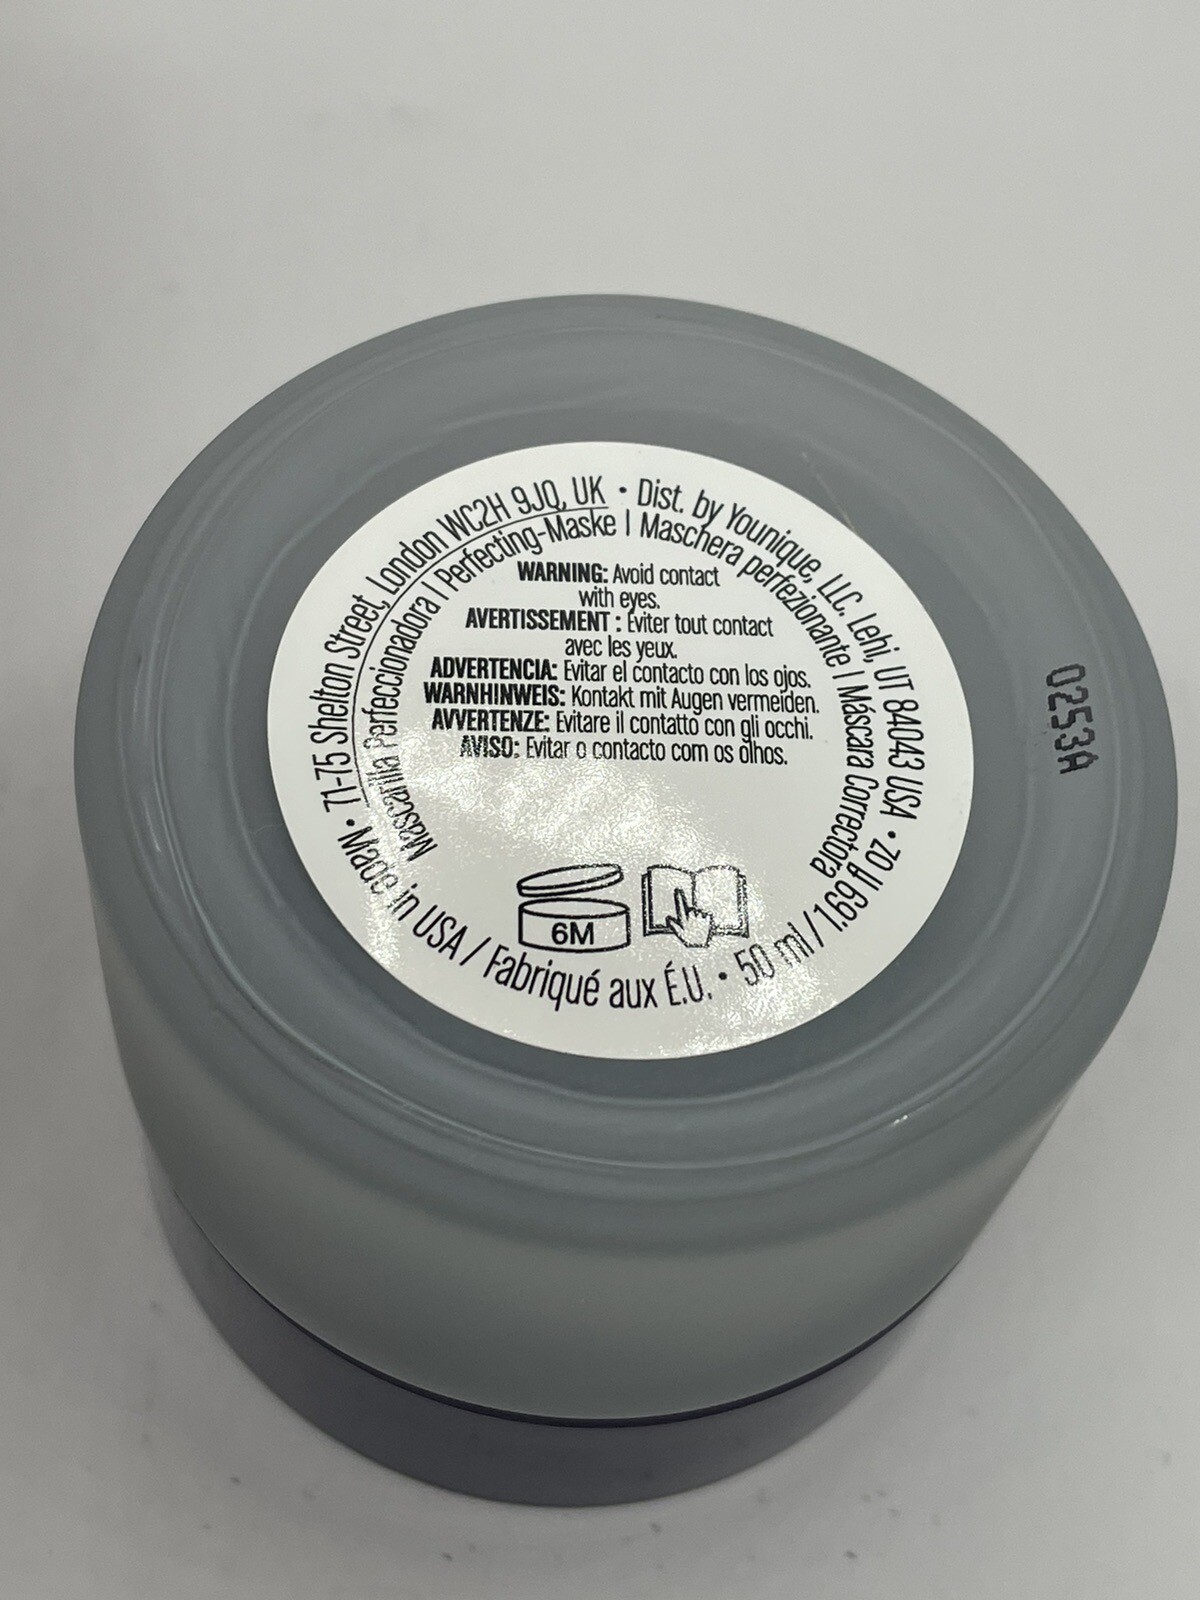 71-75 Shelton Street, London WC2H 9JQ, UK • Dist. by Younique, LLC. Lehi, UT 84043 USA • 50 ml / 1.69 fl oz • Made in USA / Fabriqué aux É.U. •
Mascarilla Perfeccionadora | Perfecting-Maske | Maschera perfezionante | Máscara Correctora
WARNING: Avoid contact
with eyes.
AVERTISSEMENT : Éviter tout contact
avec les yeux.
ADVERTENCIA: Evitar el contacto con los ojos.
WARNHINWEIS: Kontakt mit Augen vermeiden.
AVVERTENZE: Evitare il contatto con gli occhi.
AVISO: Evitar o contacto com os olhos.
6M
0253A